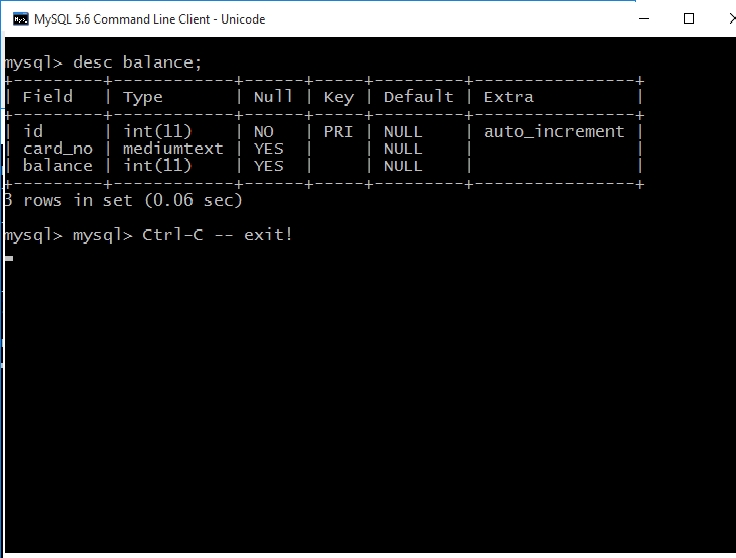 MySQL 5.6 Command Line Client - Unicode
mysql> desc balance;
+---------+------------+------+-----+---------+----------------+
| Field   | Type       | Null | Key | Default | Extra          |
+---------+------------+------+-----+---------+----------------+
| id      | int(11)    | NO   | PRI | NULL    | auto_increment |
| card_no | mediumtext | YES  |     | NULL    |                |
| balance | int(11)    | YES  |     | NULL    |                |
+---------+------------+------+-----+---------+----------------+
3 rows in set (0.06 sec)
mysql> mysql> Ctrl-C -- exit!